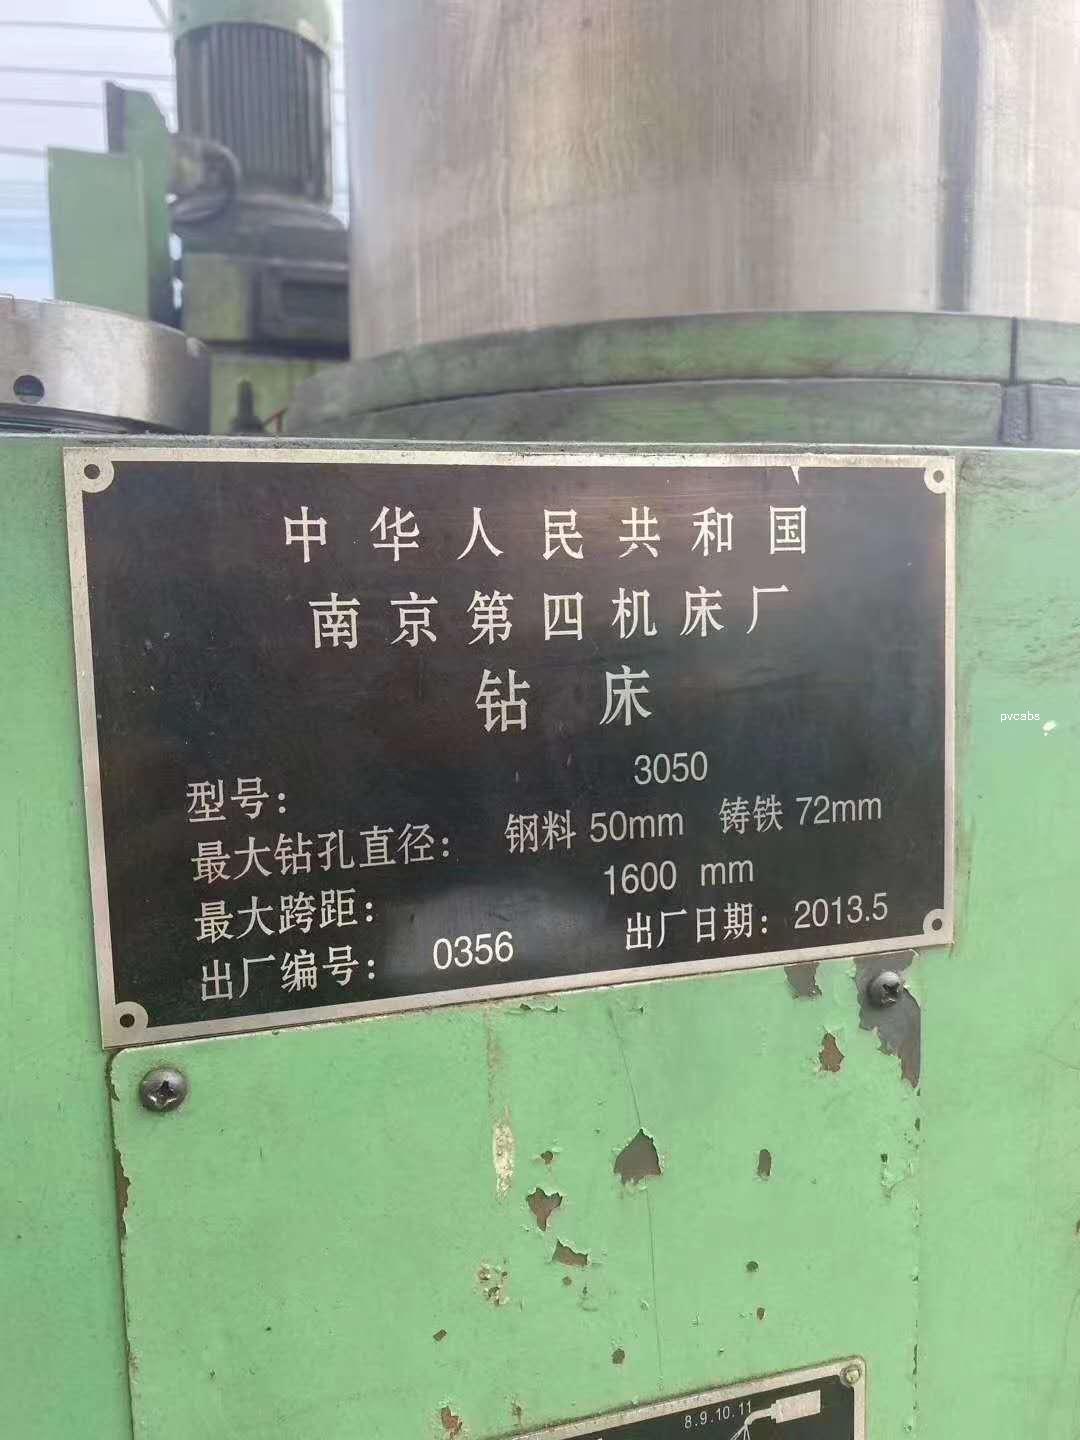 中华人民共和国
南京第四机床厂
钻床
型号： 3050
最大钻孔直径： 钢料 50mm 铸铁 72mm
最大跨距： 1600 mm
出厂编号： 0356 出厂日期： 2013.5
pvcabs
8.9.10.11